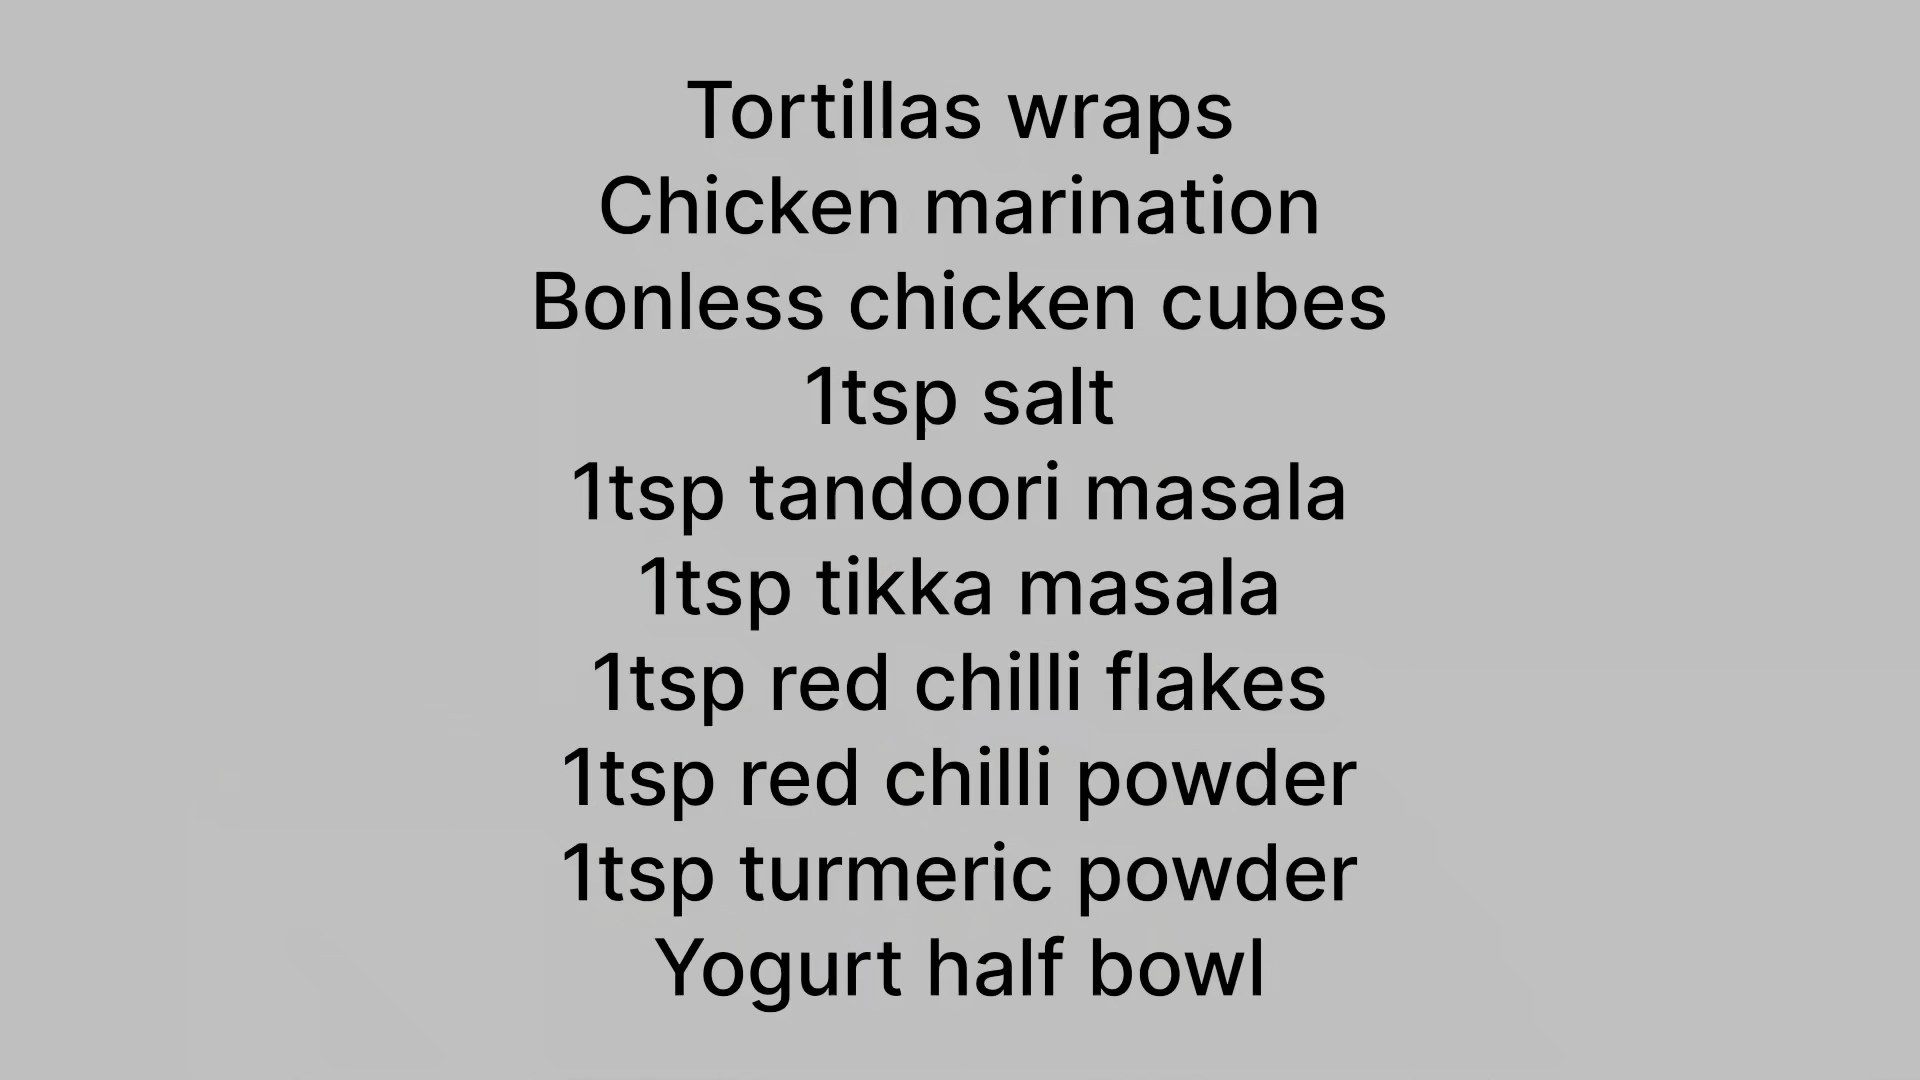 Tortillas wraps
Chicken marination
Bonless chicken cubes
1tsp salt
1tsp tandoori masala
1tsp tikka masala
1tsp red chilli flakes
1tsp red chilli powder
1tsp turmeric powder
Yogurt half bowl